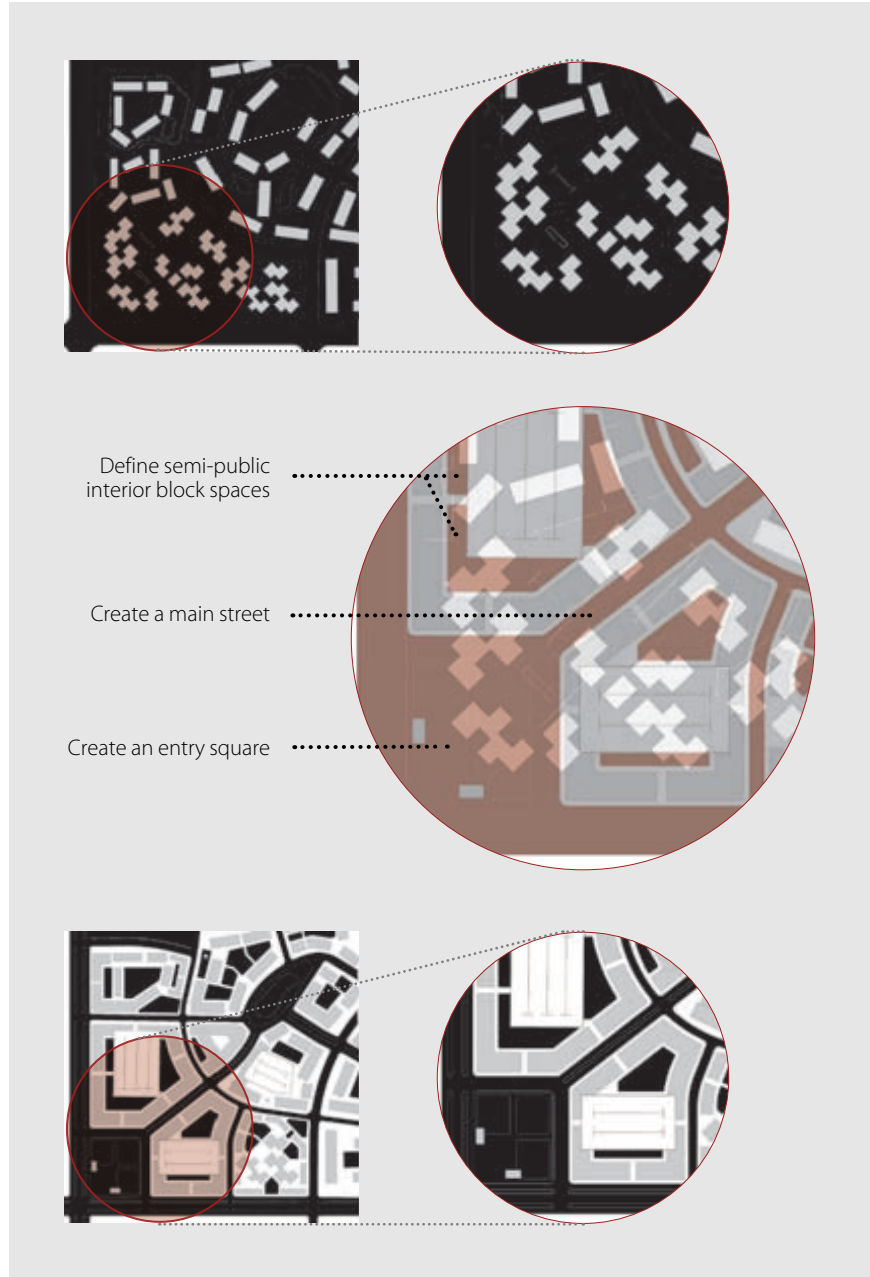 Define semi-public
interior block spaces
Create a main street
Create an entry square